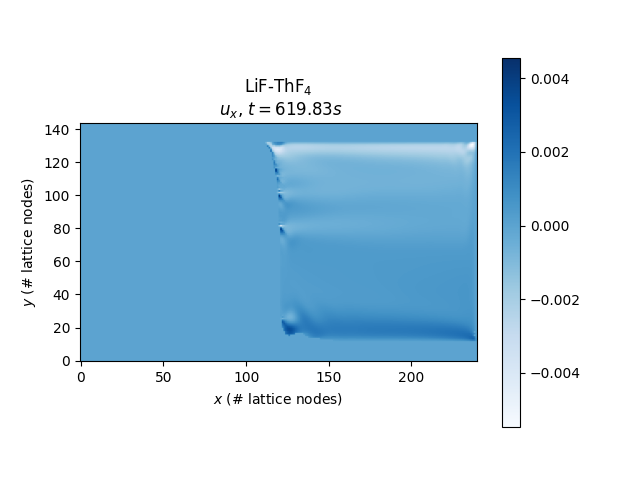 LiF-ThF₄
uₓ, t = 619.83s
140
120
100
80
60
40
20
0
y (# lattice nodes)
0 50 100 150 200
x (# lattice nodes)
0.004
0.002
0.000
−0.002
−0.004